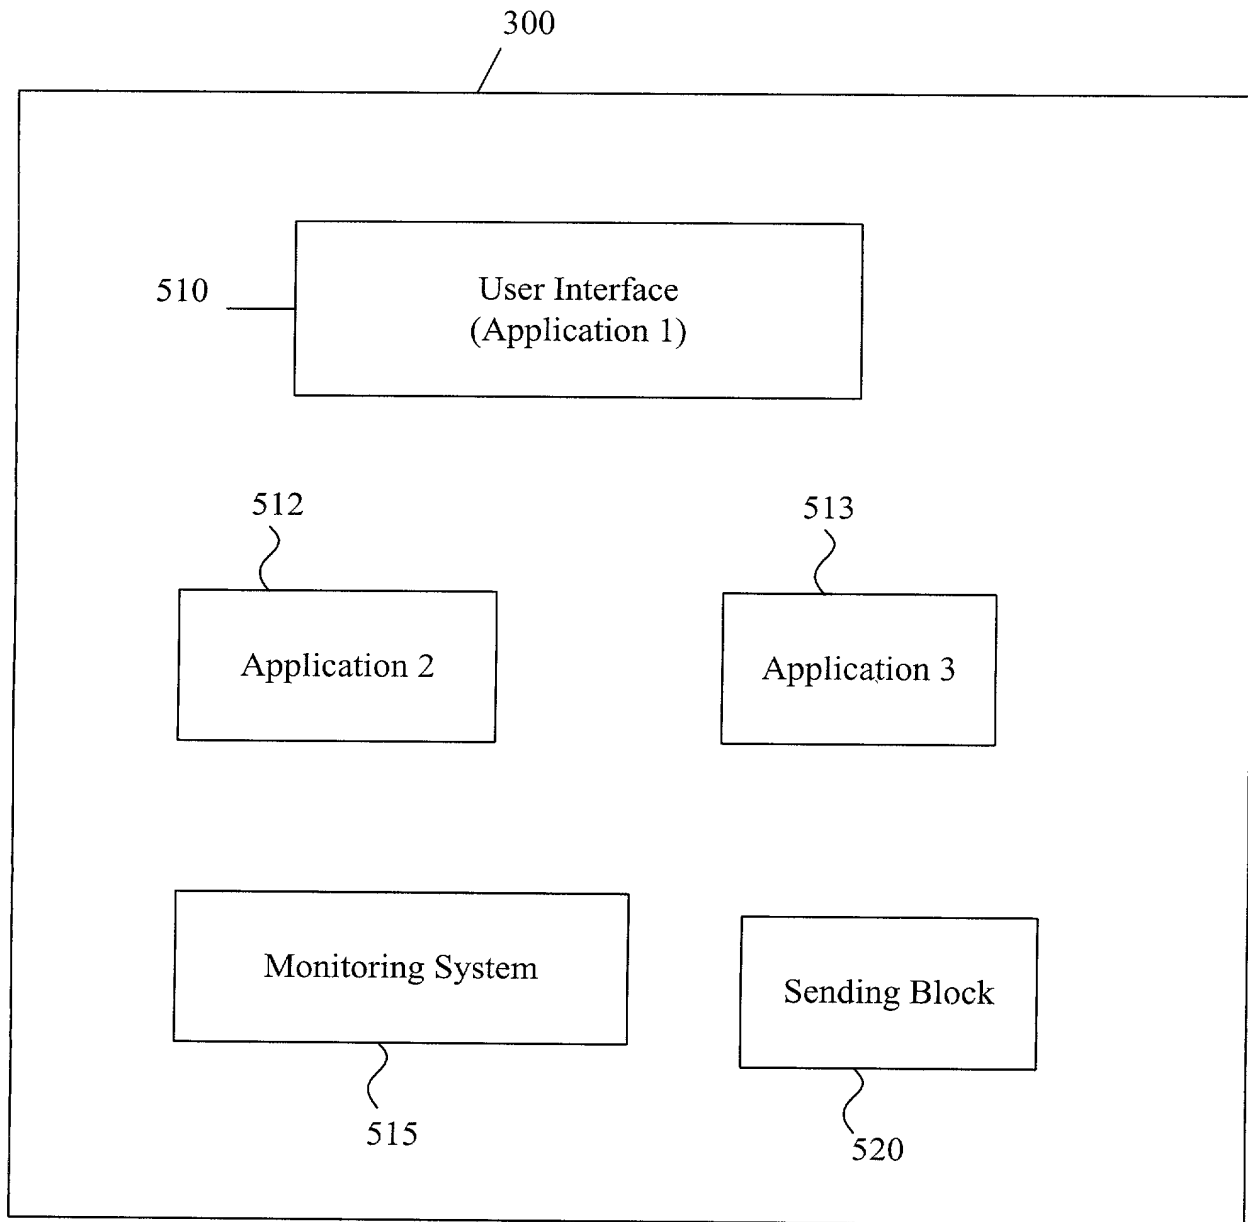 300
510
User Interface
(Application 1)
512
513
Application 2
Application 3
Monitoring System
Sending Block
515
520